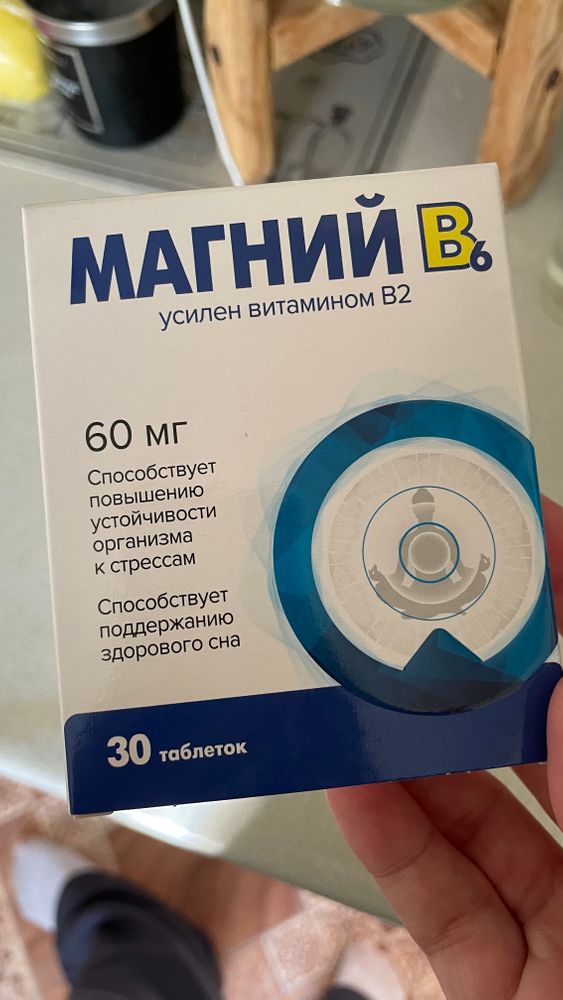 МАГНИЙ B6
усилен витамином B2
60 мг
Способствует
повышению
устойчивости
организма
к стрессам
Способствует
поддержанию
здорового сна
30 таблеток